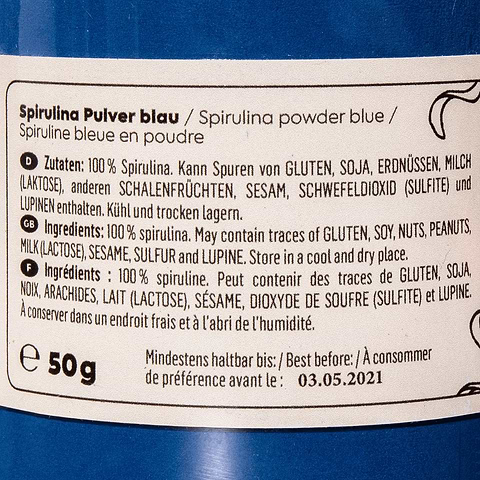 Spirulina Pulver blau / Spirulina powder blue /
Spiruline bleue en poudre
D Zutaten: 100 % Spirulina. Kann Spuren von GLUTEN, SOJA, ERDNÜSSEN, MILCH
(LAKTOSE), anderen SCHALENFRÜCHTEN, SESAM, SCHWEFELDIOXID (SULFITE) und
LUPINEN enthalten. Kühl und trocken lagern.
GB Ingredients: 100 % spirulina. May contain traces of GLUTEN, SOY, NUTS, PEANUTS,
MILK (LACTOSE), SESAME, SULFUR and LUPINE. Store in a cool and dry place.
F Ingrédients : 100 % spiruline. Peut contenir des traces de GLUTEN, SOJA,
NOIX, ARACHIDES, LAIT (LACTOSE), SÉSAME, DIOXYDE DE SOUFRE (SULFITE) et LUPINE.
À conserver dans un endroit frais et à l'abri de l'humidité.
℮ 50g
Mindestens haltbar bis: / Best before: / À consommer
de préférence avant le : 03.05.2021